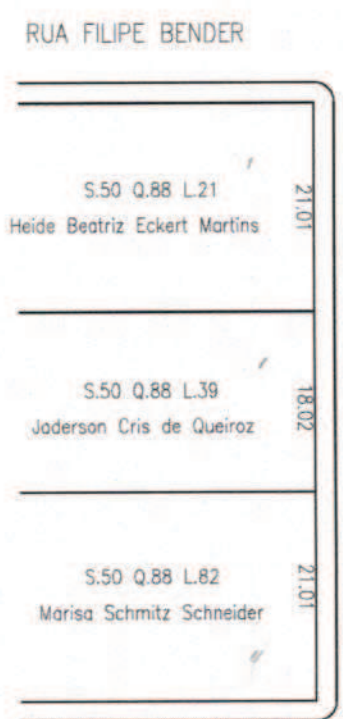 RUA FILIPE BENDER
S.50 Q.88 L.21
Heide Beatriz Eckert Martins
21,01
S.50 Q.88 L.39
Jaderson Cris de Queiroz
18.02
S.50 Q.88 L.82
Marisa Schmitz Schneider
21.01